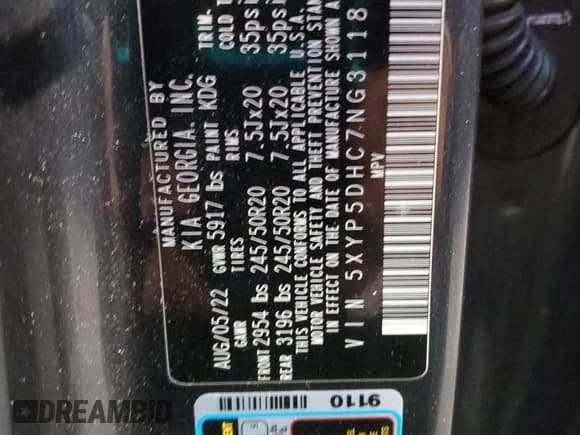 MANUFACTURED BY
KIA GEORGIA, INC.
AUG/05/22 GVWR 5917 lbs PAINT KDG TRIM.
GAWR TIRES RIMS COLD T
FRONT 2954 lbs 245/50R20 7.5Jx20 35psi
REAR 3196 lbs 245/50R20 7.5Jx20 35psi
THIS VEHICLE CONFORMS TO ALL APPLICABLE U.S.A.
MOTOR VEHICLE SAFETY AND THEFT PREVENTION STAN
IN EFFECT ON THE DATE OF MANUFACTURE SHOWN A
VIN 5XYP5DHC7NG3118
MPV
9110
DREAMBID